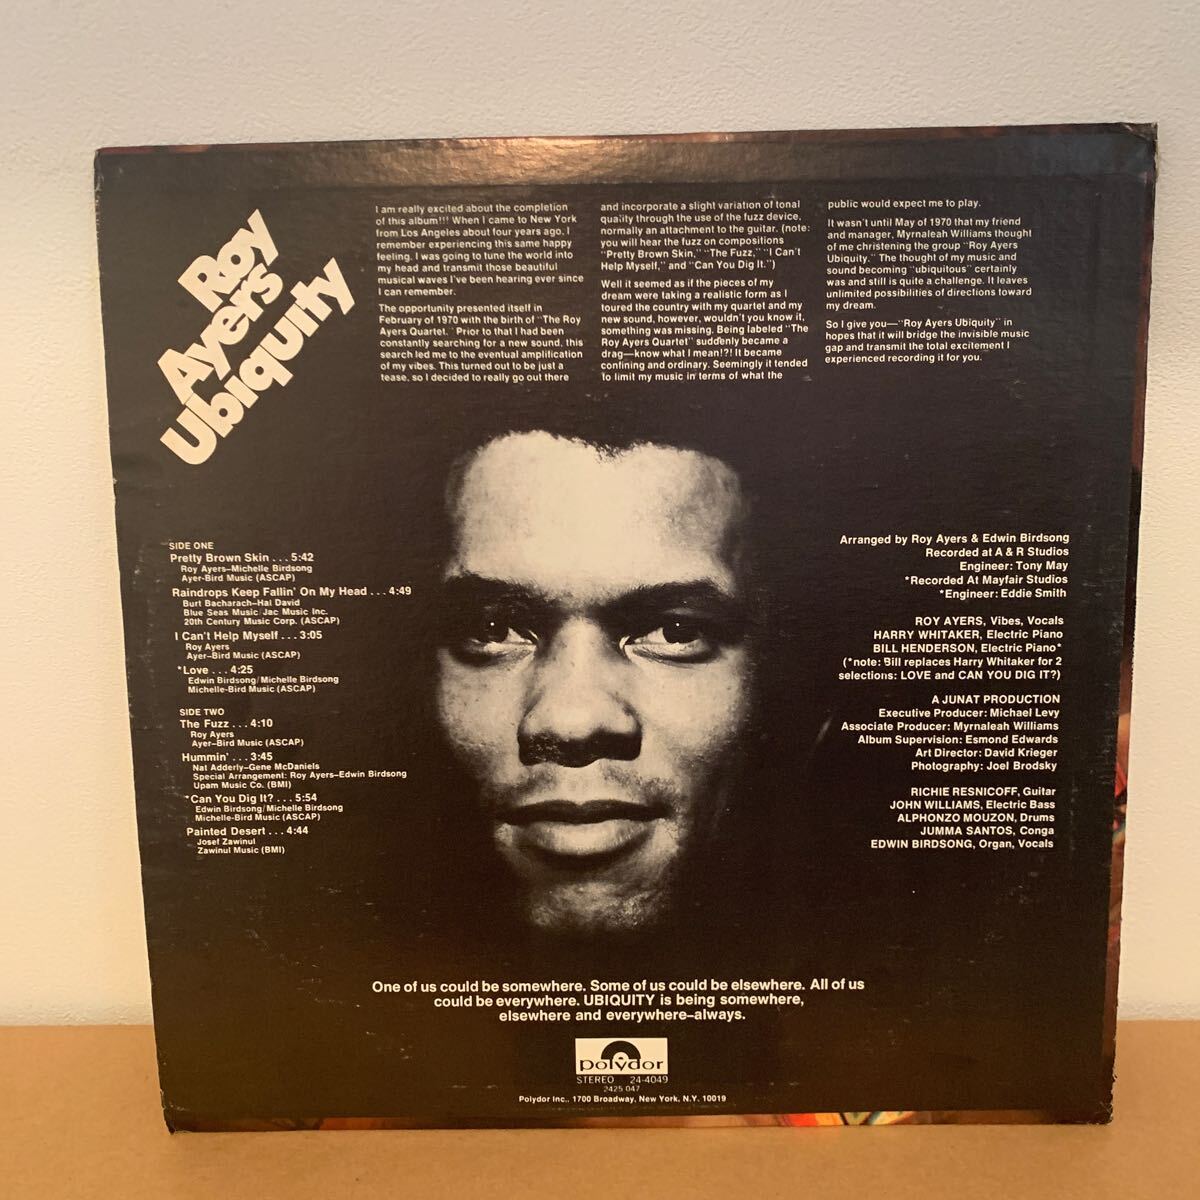 Roy
Ayers
Ubiquity
I am really excited about the completion
of this album!!! When I came to New York
from Los Angeles about four years ago, I
remember experiencing this same happy
feeling. I was going to tune the world into
my head and transmit those beautiful
musical waves I've been hearing ever since
I can remember.
The opportunity presented itself in
February of 1970 with the birth of "The Roy
Ayers Quartet." Prior to that I had been
constantly searching for a new sound, this
search led me to the eventual amplification
of my vibes. This turned out to be just a
tease, so I decided to really go out there
and incorporate a slight variation of tonal
quality through the use of the fuzz device,
normally an attachment to the guitar. (note:
you will hear the fuzz on compositions
"Pretty Brown Skin," "The Fuzz," "I Can't
Help Myself," and "Can You Dig It.")
Well it seemed as if the pieces of my
dream were taking a realistic form as I
toured the country with my quartet and my
new sound, however, wouldn't you know it,
something was missing. Being labeled "The
Roy Ayers Quartet" suddenly became a
drag—know what I mean!?! It became
confining and ordinary. Seemingly it tended
to limit my music in terms of what the
public would expect me to play.
It wasn't until May of 1970 that my friend
and manager, Myrnaleah Williams thought
of me christening the group "Roy Ayers
Ubiquity." The thought of my music and
sound becoming "ubiquitous" certainly
was and still is quite a challenge. It leaves
unlimited possibilities of directions toward
my dream.
So I give you—"Roy Ayers Ubiquity" in
hopes that it will bridge the invisible music
gap and transmit the total excitement I
experienced recording it for you.
SIDE ONE
Pretty Brown Skin . . . 5:42
Roy Ayers–Michelle Birdsong
Ayer-Bird Music (ASCAP)
Raindrops Keep Fallin' On My Head . . . 4:49
Burt Bacharach–Hal David
Blue Seas Music/Jac Music Inc.
20th Century Music Corp. (ASCAP)
I Can't Help Myself . . . 3:05
Roy Ayers
Ayer–Bird Music (ASCAP)
*Love . . . 4:25
Edwin Birdsong/Michelle Birdsong
Michelle-Bird Music (ASCAP)
SIDE TWO
The Fuzz . . . 4:10
Roy Ayers
Ayer–Bird Music (ASCAP)
Hummin' . . . 3:45
Nat Adderly–Gene McDaniels
Special Arrangement: Roy Ayers–Edwin Birdsong
Upam Music Co. (BMI)
*Can You Dig It? . . . 5:54
Edwin Birdsong/Michelle Birdsong
Michelle-Bird Music (ASCAP)
Painted Desert . . . 4:44
Josef Zawinul
Zawinul Music (BMI)
Arranged by Roy Ayers & Edwin Birdsong
Recorded at A & R Studios
Engineer: Tony May
*Recorded At Mayfair Studios
*Engineer: Eddie Smith
ROY AYERS, Vibes, Vocals
HARRY WHITAKER, Electric Piano
BILL HENDERSON, Electric Piano*
(*note: Bill replaces Harry Whitaker for 2
selections: LOVE and CAN YOU DIG IT?)
A JUNAT PRODUCTION
Executive Producer: Michael Levy
Associate Producer: Myrnaleah Williams
Album Supervision: Esmond Edwards
Art Director: David Krieger
Photography: Joel Brodsky
RICHIE RESNICOFF, Guitar
JOHN WILLIAMS, Electric Bass
ALPHONZO MOUZON, Drums
JUMMA SANTOS, Conga
EDWIN BIRDSONG, Organ, Vocals
One of us could be somewhere. Some of us could be elsewhere. All of us
could be everywhere. UBIQUITY is being somewhere,
elsewhere and everywhere–always.
polydor
STEREO 24-4049
2425 047
Polydor Inc., 1700 Broadway, New York, N.Y. 10019